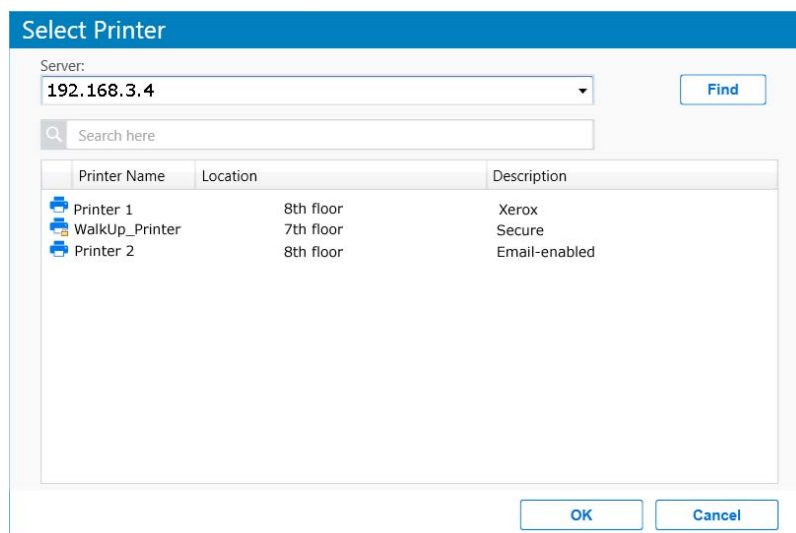 Select Printer
Server:
192.168.3.4
Find
Search here
Printer Name Location Description
Printer 1 8th floor Xerox
WalkUp_Printer 7th floor Secure
Printer 2 8th floor Email-enabled
OK Cancel